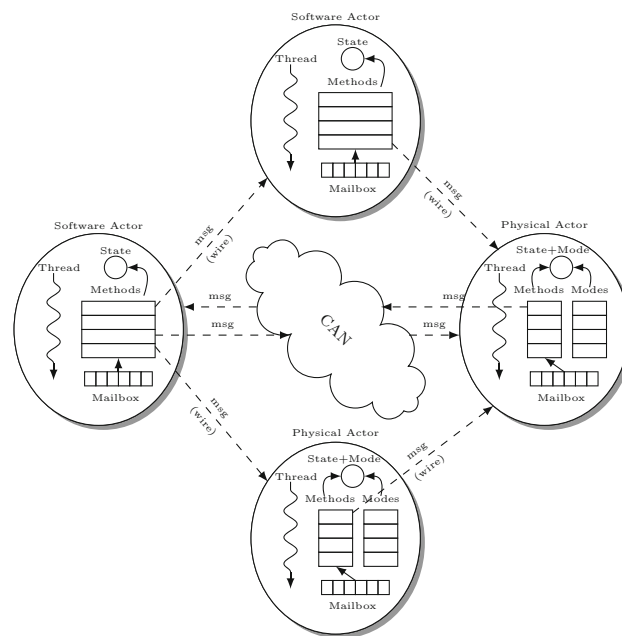 Software Actor
State
Thread
Methods
Mailbox
msg
(wire)
msg
(wire)
Software Actor
State
Thread
Methods
Mailbox
Physical Actor
State+Mode
Thread
Methods Modes
Mailbox
msg
msg
CAN
msg
msg
msg
(wire)
msg
(wire)
Physical Actor
State+Mode
Thread
Methods Modes
Mailbox